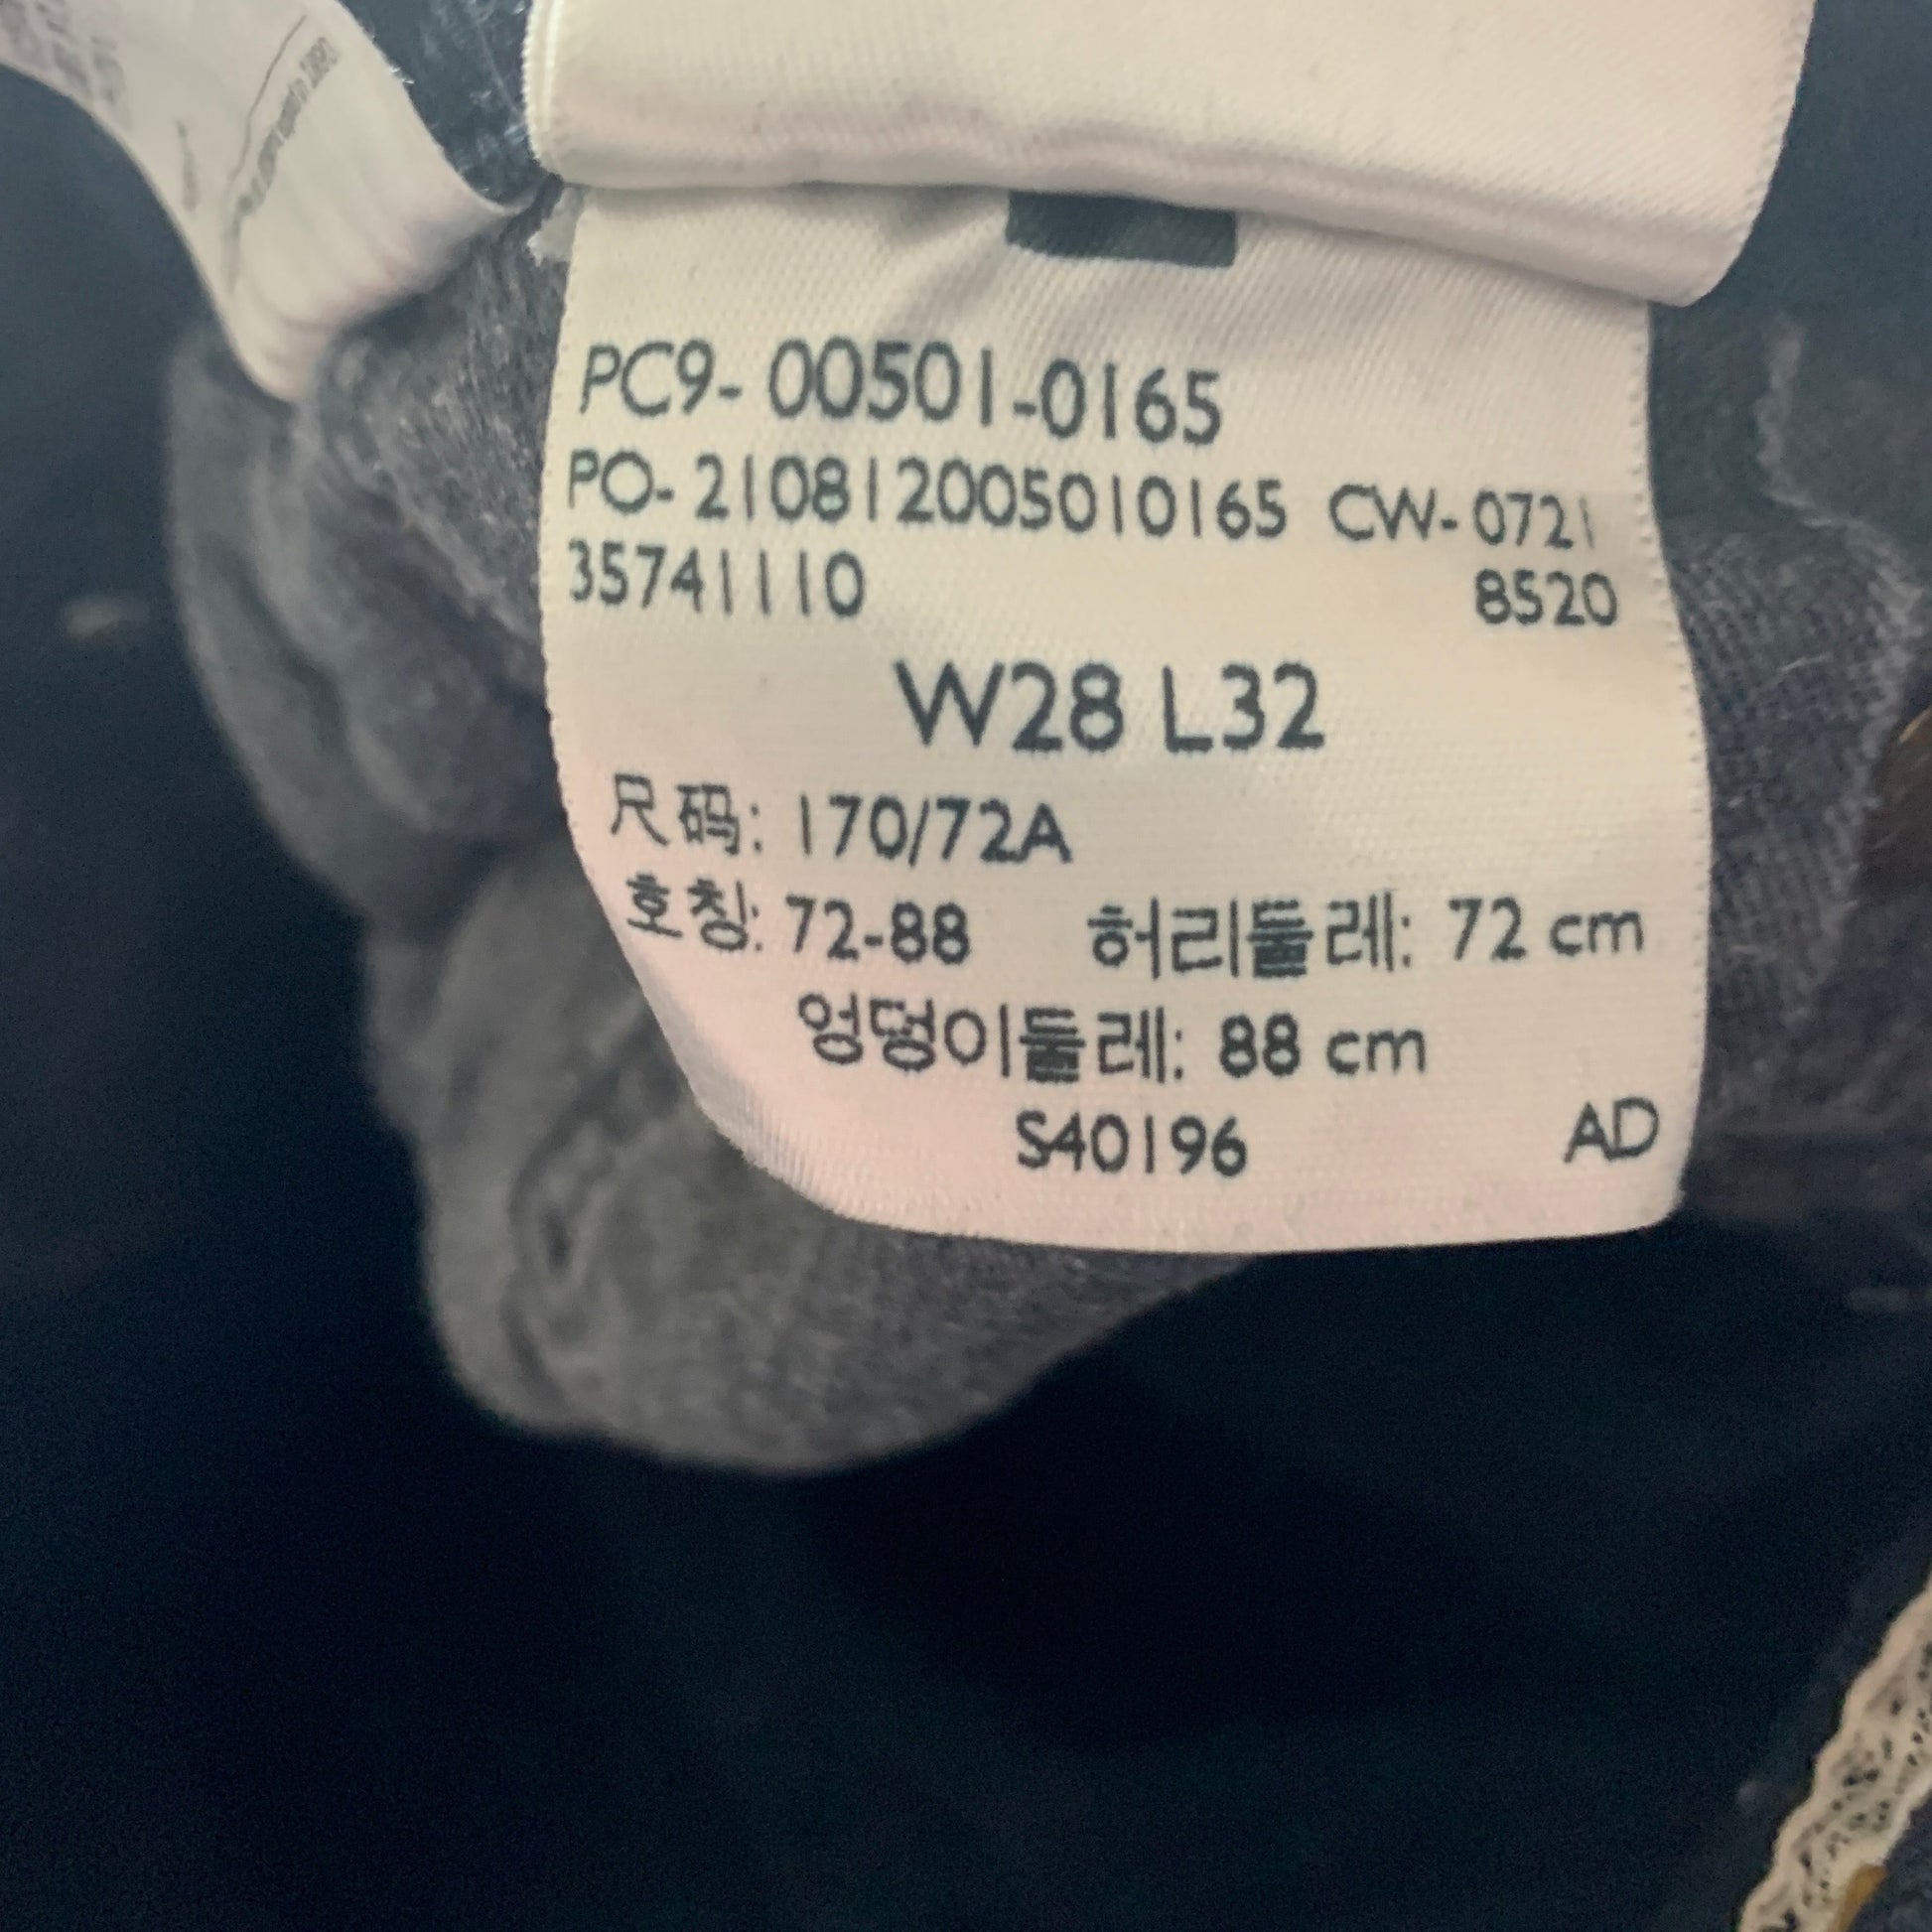 PC9- 00501-0165
PO- 210812005010165 CW- 0721
35741110 8520
W28 L32
尺码: 170/72A
호칭: 72-88 허리둘레: 72 cm
엉덩이둘레: 88 cm
S40196 AD